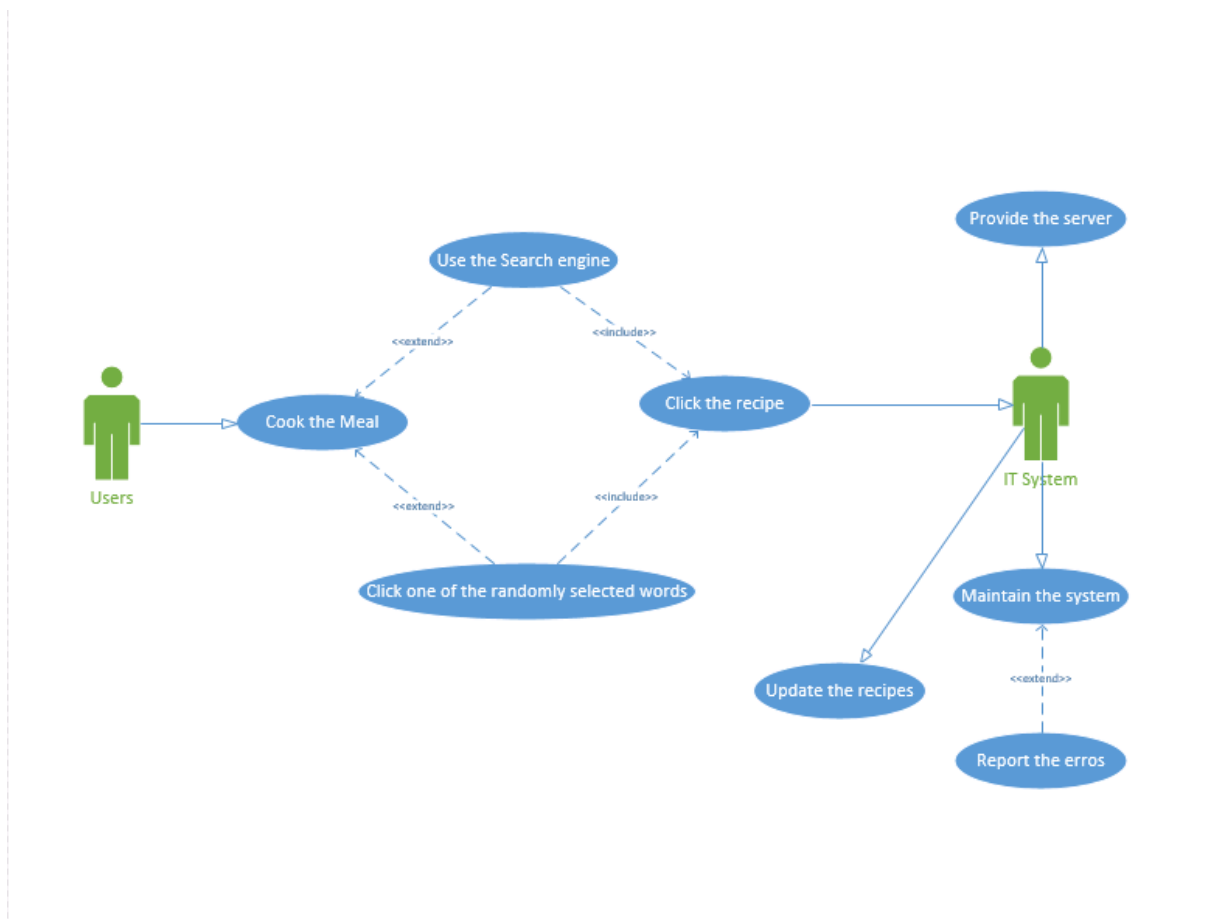 Provide the server
Use the Search engine
<<extend>>
<<include>>
Click the recipe
Cook the Meal
Users
IT System
<<extend>>
<<include>>
Click one of the randomly selected words
Maintain the system
Update the recipes
<<extend>>
Report the erros